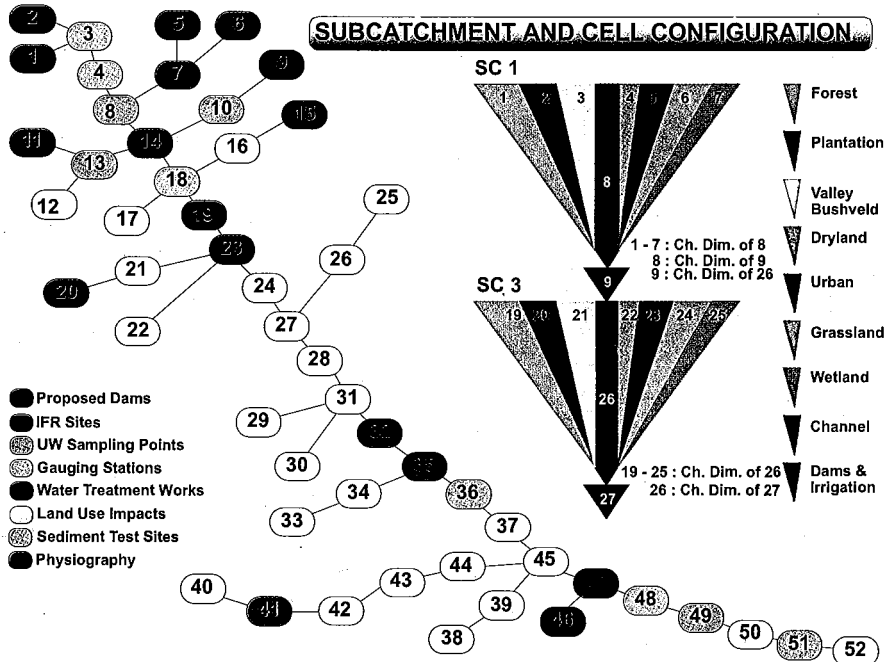 SUBCATCHMENT AND CELL CONFIGURATION
2
1
3
4
5
6
7
8
9
10
11
12
13
14
15
16
17
18
19
20
21
22
23
24
25
26
27
28
29
30
31
33
34
36
37
38
39
40
41
42
43
44
45
46
48
49
50
51
52
SC 1
1 2 3 4 5 6 7
8
1 - 7 : Ch. Dim. of 8
8 : Ch. Dim. of 9
9 : Ch. Dim. of 26
9
SC 3
19 20 21 22 23 24 25
26
19 - 25 : Ch. Dim. of 26
26 : Ch. Dim. of 27
27
Forest
Plantation
Valley
Bushveld
Dryland
Urban
Grassland
Wetland
Channel
Dams &
Irrigation
Proposed Dams
IFR Sites
UW Sampling Points
Gauging Stations
Water Treatment Works
Land Use Impacts
Sediment Test Sites
Physiography